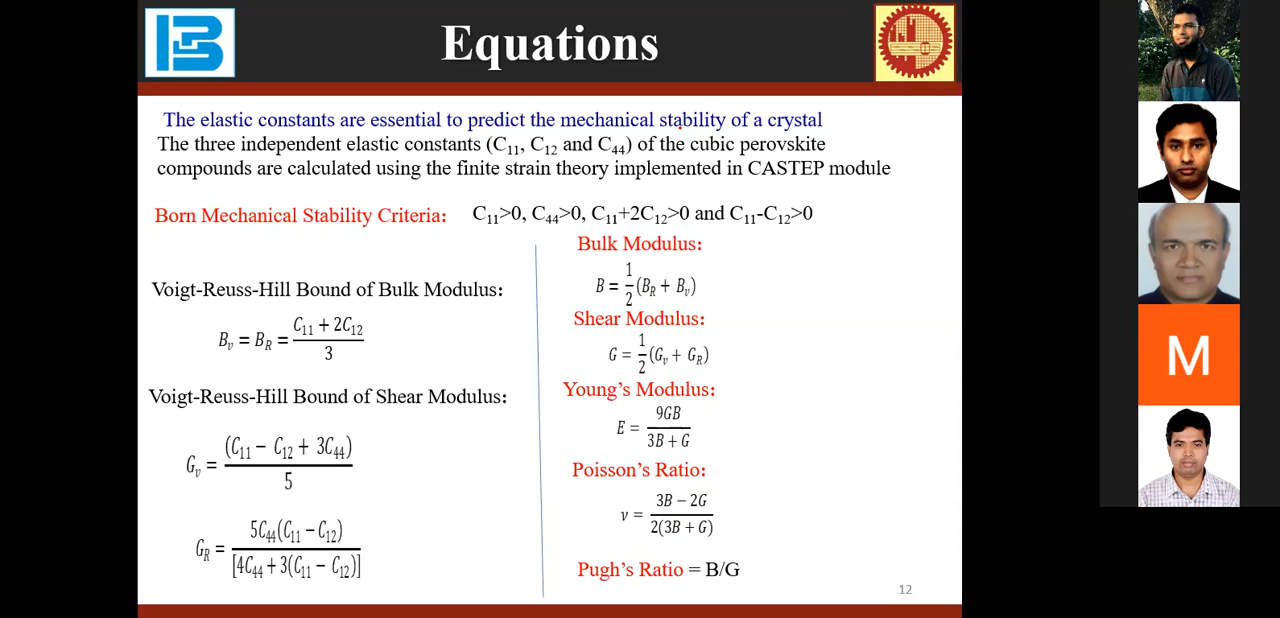 Equations
The elastic constants are essential to predict the mechanical stability of a crystal
The three independent elastic constants (C₁₁, C₁₂ and C₄₄) of the cubic perovskite
compounds are calculated using the finite strain theory implemented in CASTEP module
Born Mechanical Stability Criteria: C₁₁>0, C₄₄>0, C₁₁+2C₁₂>0 and C₁₁-C₁₂>0
Voigt-Reuss-Hill Bound of Bulk Modulus:
Bᵥ = B_R = (C₁₁ + 2C₁₂)/3
Voigt-Reuss-Hill Bound of Shear Modulus:
Gᵥ = (C₁₁ − C₁₂ + 3C₄₄)/5
G_R = 5C₄₄(C₁₁ − C₁₂)/[4C₄₄ + 3(C₁₁ − C₁₂)]
Bulk Modulus:
B = 1/2 (B_R + Bᵥ)
Shear Modulus:
G = 1/2 (Gᵥ + G_R)
Young's Modulus:
E = 9GB/(3B + G)
Poisson's Ratio:
ν = (3B − 2G)/(2(3B + G))
Pugh's Ratio = B/G
12
M